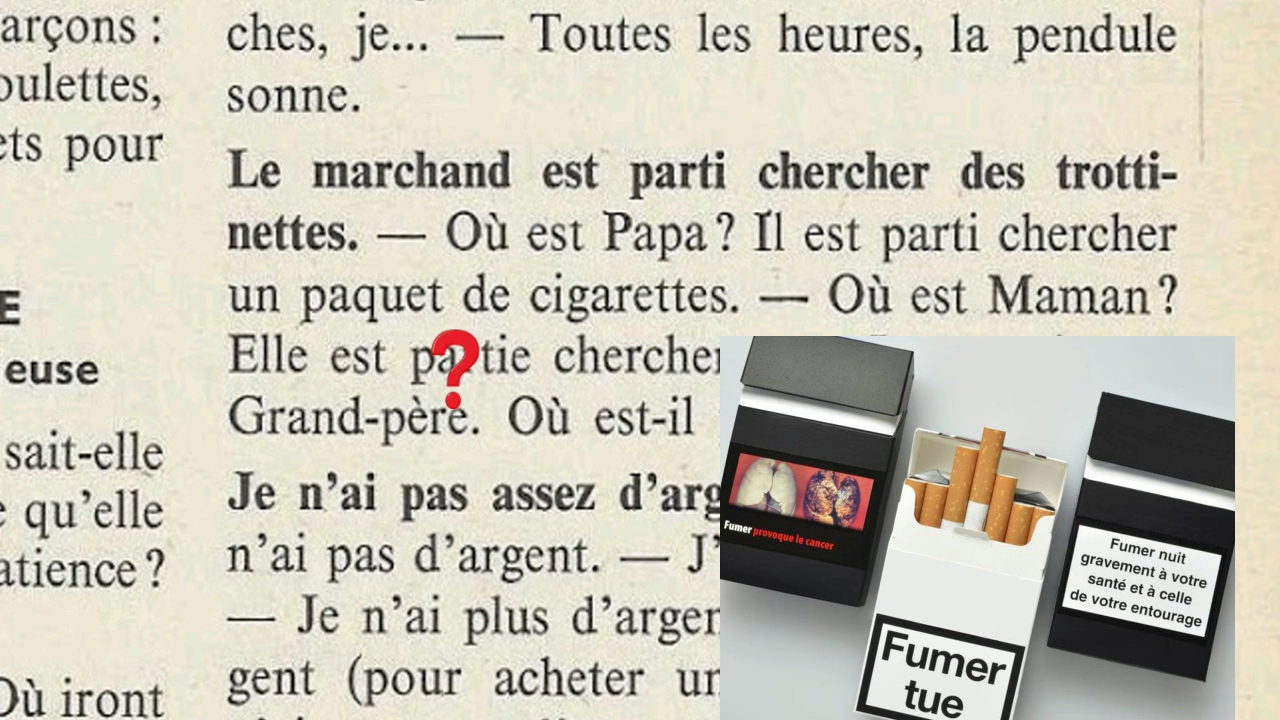 arçons :
oulettes,
ets pour
E
euse
sait-elle
qu'elle
atience ?
Où iront
ches, je... — Toutes les heures, la pendule
sonne.
Le marchand est parti chercher des trotti-
nettes. — Où est Papa ? Il est parti chercher
un paquet de cigarettes. — Où est Maman ?
Elle est partie chercher
Grand-père. Où est-il
Je n'ai pas assez d'arg
n'ai pas d'argent. — J'
— Je n'ai plus d'argen
gent (pour acheter un
?
Fumer provoque le cancer
Fumer
tue
Fumer nuit
gravement à votre
santé et à celle
de votre entourage